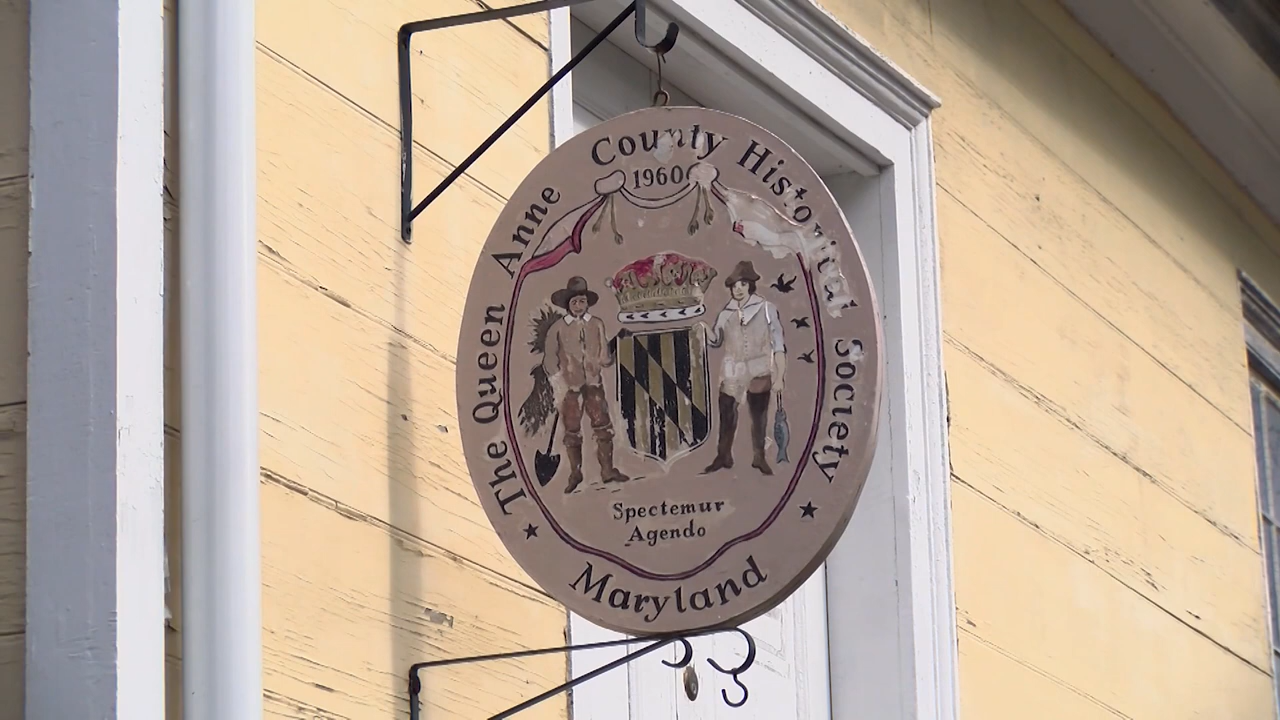 The Queen Anne County Historical Society
1960
Spectemur
Agendo
Maryland